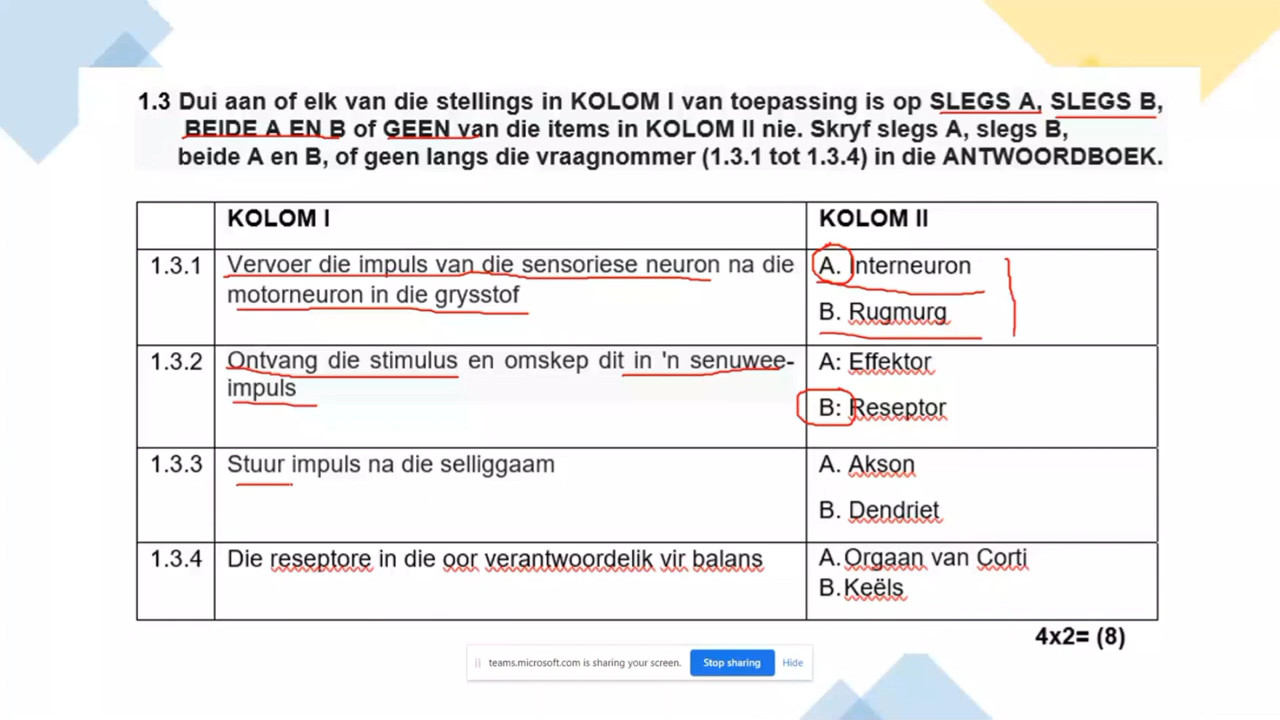 1.3 Dui aan of elk van die stellings in KOLOM I van toepassing is op SLEGS A, SLEGS B,
BEIDE A EN B of GEEN van die items in KOLOM II nie. Skryf slegs A, slegs B,
beide A en B, of geen langs die vraagnommer (1.3.1 tot 1.3.4) in die ANTWOORDBOEK.
KOLOM I KOLOM II
1.3.1 Vervoer die impuls van die sensoriese neuron na die A. Interneuron
motorneuron in die grysstof
B. Rugmurg
1.3.2 Ontvang die stimulus en omskep dit in 'n senuwee- A: Effektor
impuls
B: Reseptor
1.3.3 Stuur impuls na die selliggaam A. Akson
B. Dendriet
1.3.4 Die reseptore in die oor verantwoordelik vir balans A. Orgaan van Corti
B. Keëls
4x2= (8)
teams.microsoft.com is sharing your screen. Stop sharing Hide